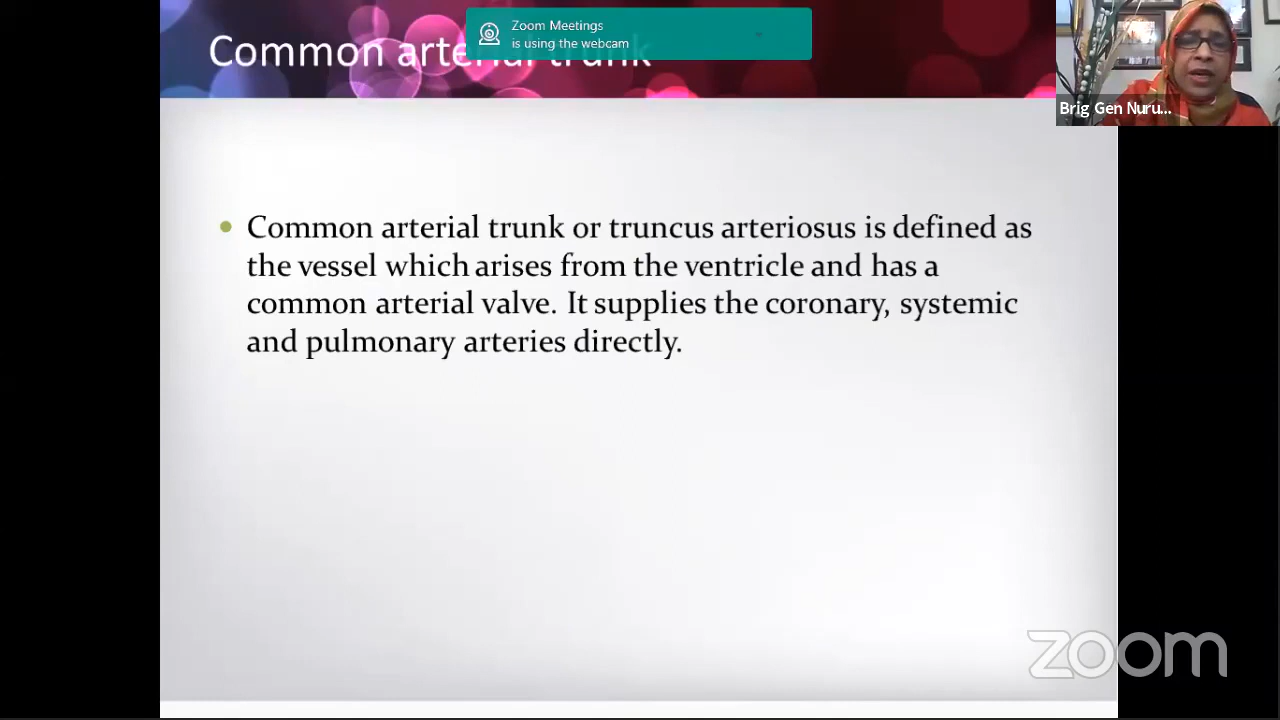 Common arterial trunk
Zoom Meetings
is using the webcam
Brig Gen Nuru...
Common arterial trunk or truncus arteriosus is defined as
the vessel which arises from the ventricle and has a
common arterial valve. It supplies the coronary, systemic
and pulmonary arteries directly.
zoom